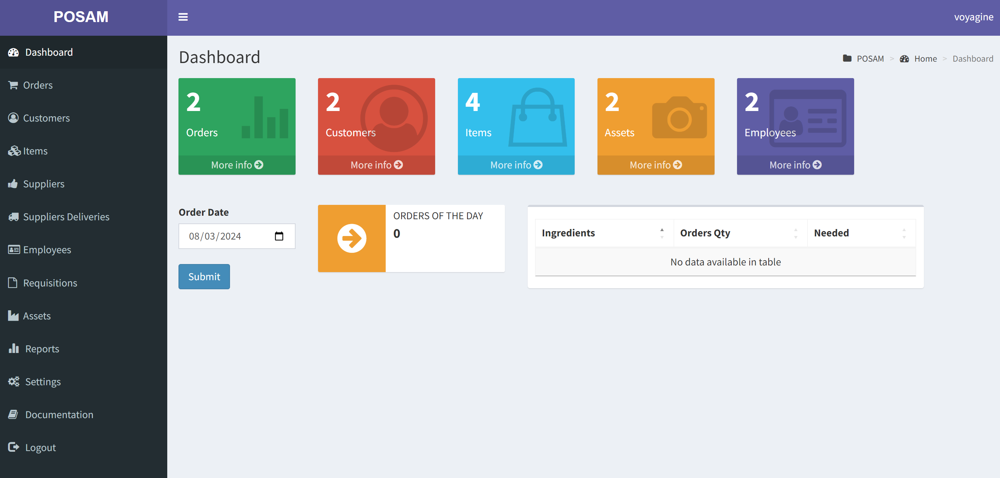 POSAM
voyagine
Dashboard
Orders
Customers
Items
Suppliers
Suppliers Deliveries
Employees
Requisitions
Assets
Reports
Settings
Documentation
Logout
Dashboard
POSAM > Home > Dashboard
2
Orders
More info
2
Customers
More info
4
Items
More info
2
Assets
More info
2
Employees
More info
Order Date
08/03/2024
Submit
ORDERS OF THE DAY
0
Ingredients Orders Qty Needed
No data available in table